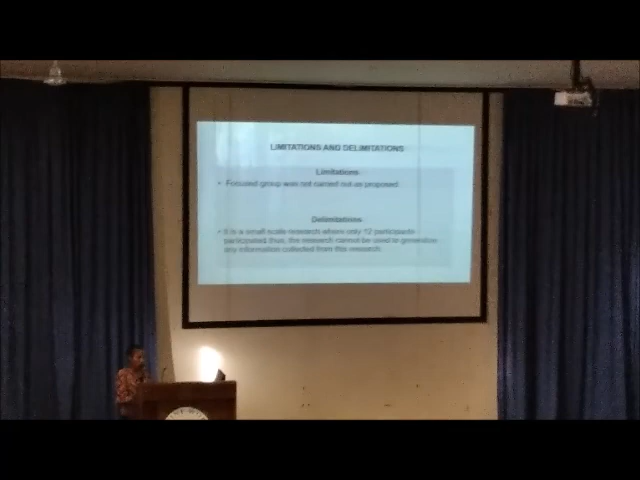 LIMITATIONS AND DELIMITATIONS
Limitations
• Focused group was not carried out as proposed.
Delimitations
• It is a small scale research where only 12 participants
participated, thus, the research cannot be used to generalize
any information collected from this research.